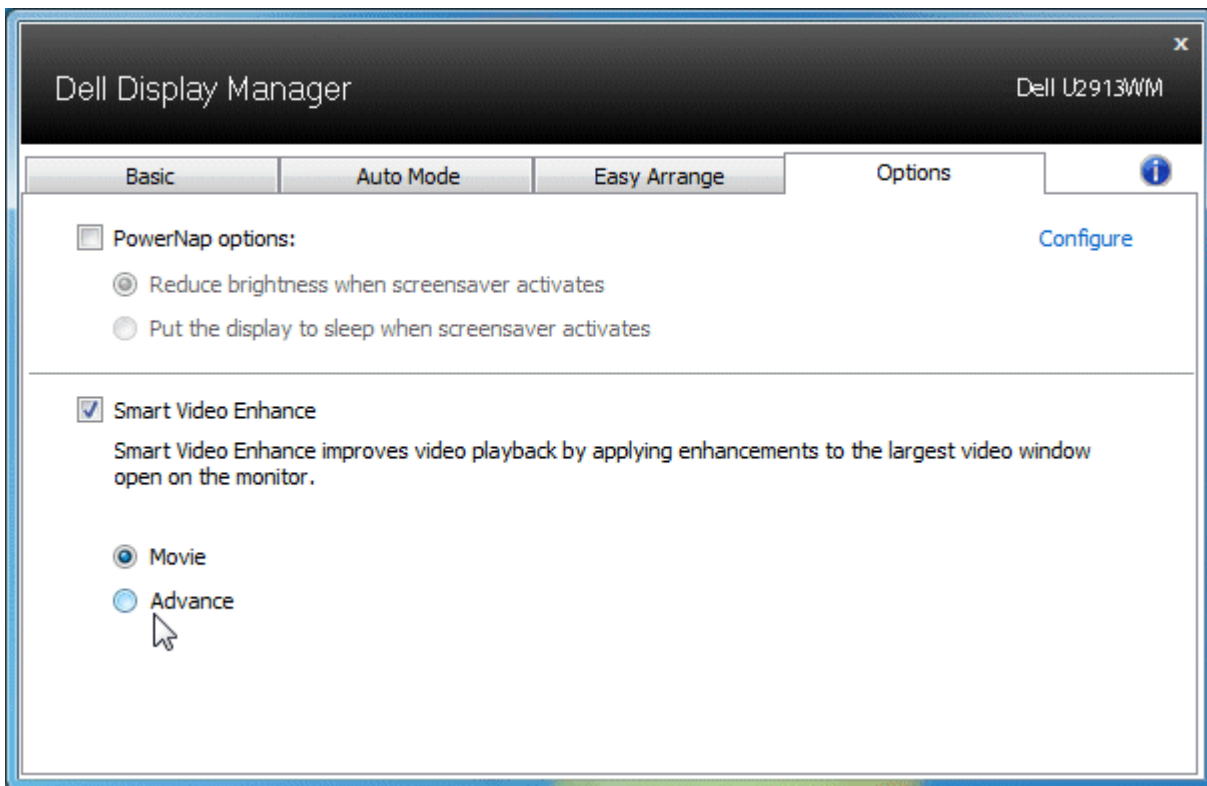 x
Dell Display Manager
Dell U2913WM
Basic
Auto Mode
Easy Arrange
Options
i
PowerNap options:
Configure
Reduce brightness when screensaver activates
Put the display to sleep when screensaver activates
Smart Video Enhance
Smart Video Enhance improves video playback by applying enhancements to the largest video window
open on the monitor.
Movie
Advance